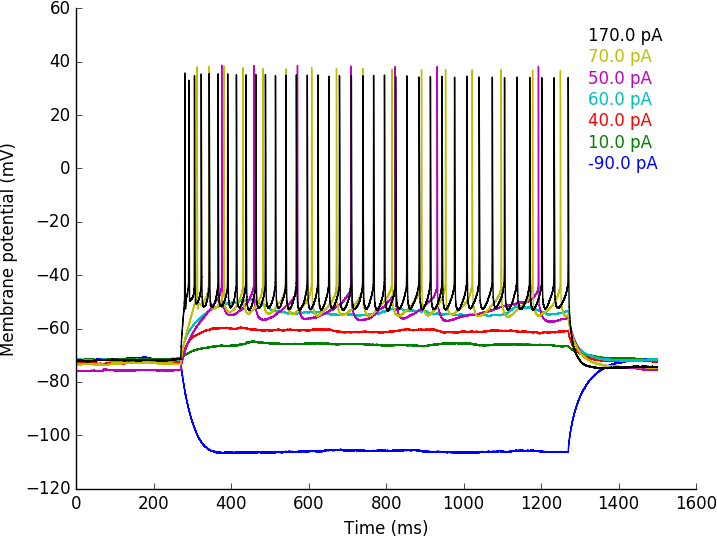 170.0 pA
70.0 pA
50.0 pA
60.0 pA
40.0 pA
10.0 pA
-90.0 pA
60
40
20
0
−20
−40
−60
−80
−100
−120
Membrane potential (mV)
0 200 400 600 800 1000 1200 1400 1600
Time (ms)